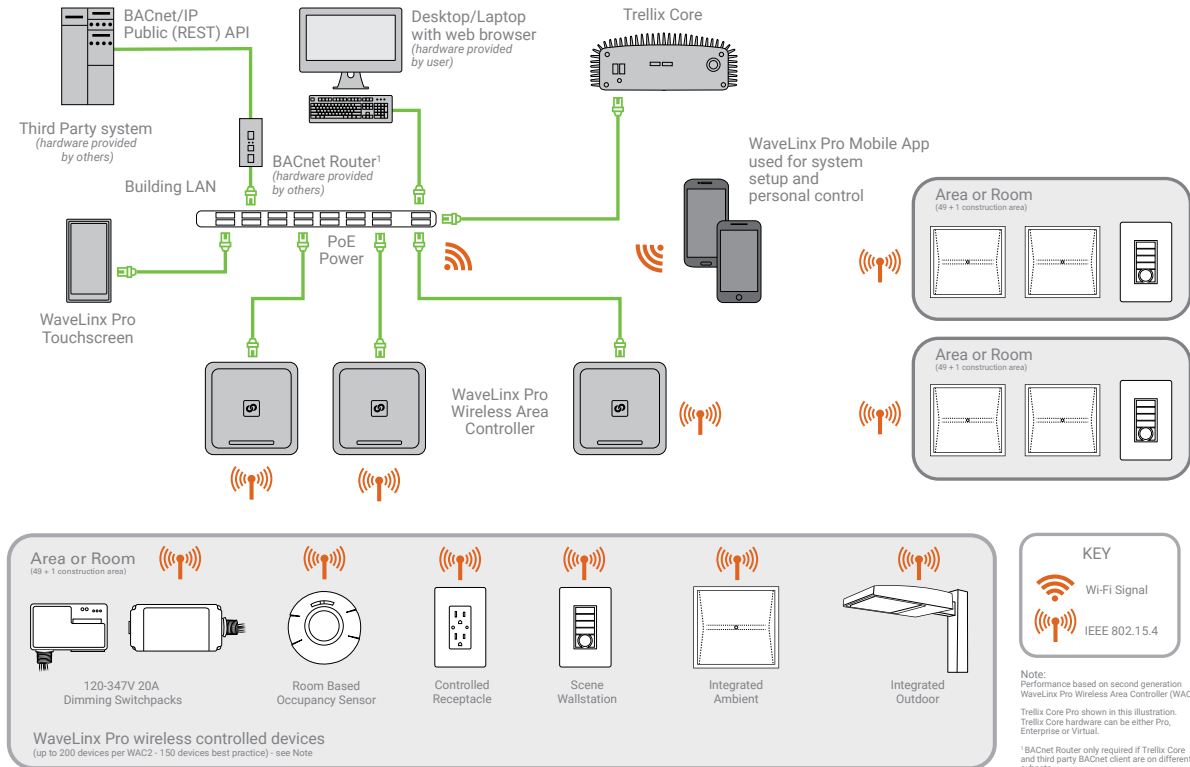 BACnet/IP
Public (REST) API
Desktop/Laptop
with web browser
(hardware provided
by user)
Trellix Core
Third Party system
(hardware provided
by others)
BACnet Router¹
(hardware provided
by others)
Building LAN
PoE
Power
WaveLinx Pro Mobile App
used for system
setup and
personal control
WaveLinx Pro
Touchscreen
WaveLinx Pro
Wireless Area
Controller
Area or Room
(49 + 1 construction area)
Area or Room
(49 + 1 construction area)
Area or Room
(49 + 1 construction area)
120-347V 20A
Dimming Switchpacks
Room Based
Occupancy Sensor
Controlled
Receptacle
Scene
Wallstation
Integrated
Ambient
Integrated
Outdoor
WaveLinx Pro wireless controlled devices
(up to 200 devices per WAC2 - 150 devices best practice) - see Note
KEY
Wi-Fi Signal
IEEE 802.15.4
Note:
Performance based on second generation
WaveLinx Pro Wireless Area Controller (WAC
Trellix Core Pro shown in this illustration.
Trellix Core hardware can be either Pro,
Enterprise or Virtual.
¹ BACnet Router only required if Trellix Core
and third party BACnet client are on different